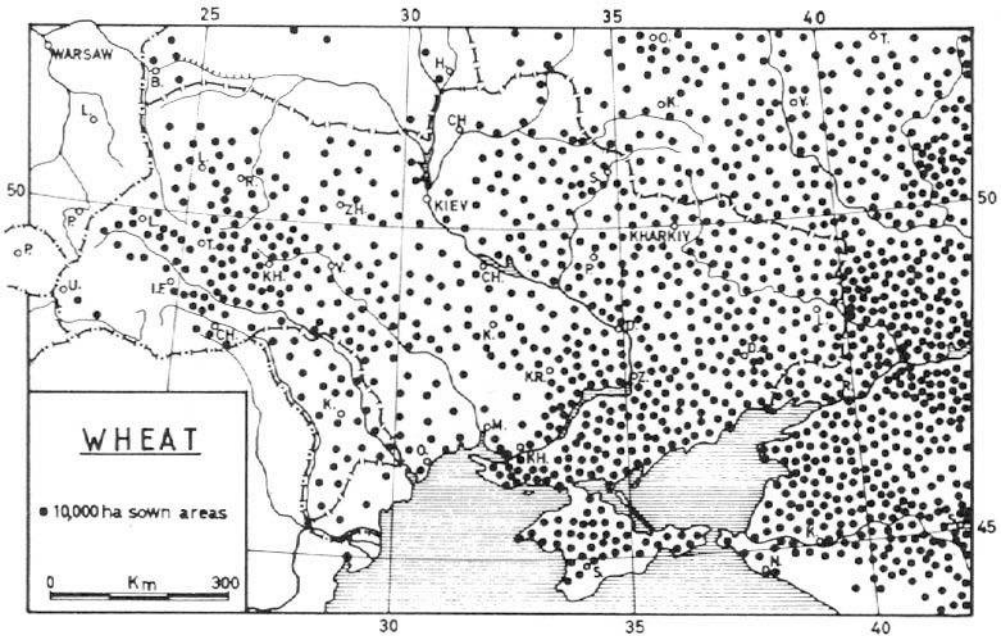 25 30 35 40
WARSAW
B.
H.
O.
T.
L.
K.
V.
CH.
50
L.
R.
S.
50
ZH.
KIEV
P.
L.
KHARKIV
P.
T.
KH.
V.
CH.
P.
U.
I.F.
L.
CH.
K.
D.
D.
KR.
Z.
R.
K.
M.
WHEAT
O.
KH.
10,000 ha sown areas
45
K.
S.
N.
0 Km 300
30 35 40